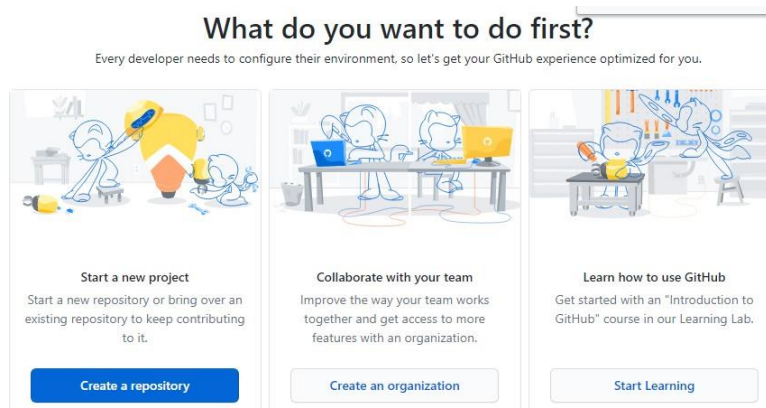 What do you want to do first?
Every developer needs to configure their environment, so let's get your GitHub experience optimized for you.
Start a new project
Start a new repository or bring over an
existing repository to keep contributing
to it.
Create a repository
Collaborate with your team
Improve the way your team works
together and get access to more
features with an organization.
Create an organization
Learn how to use GitHub
Get started with an "Introduction to
GitHub" course in our Learning Lab.
Start Learning